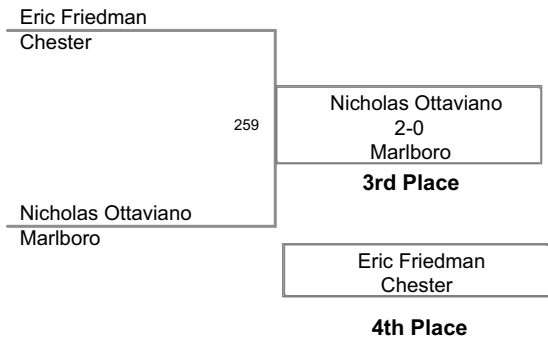 Eric Friedman
Chester
259
Nicholas Ottaviano
2-0
Marlboro
3rd Place
Nicholas Ottaviano
Marlboro
Eric Friedman
Chester
4th Place